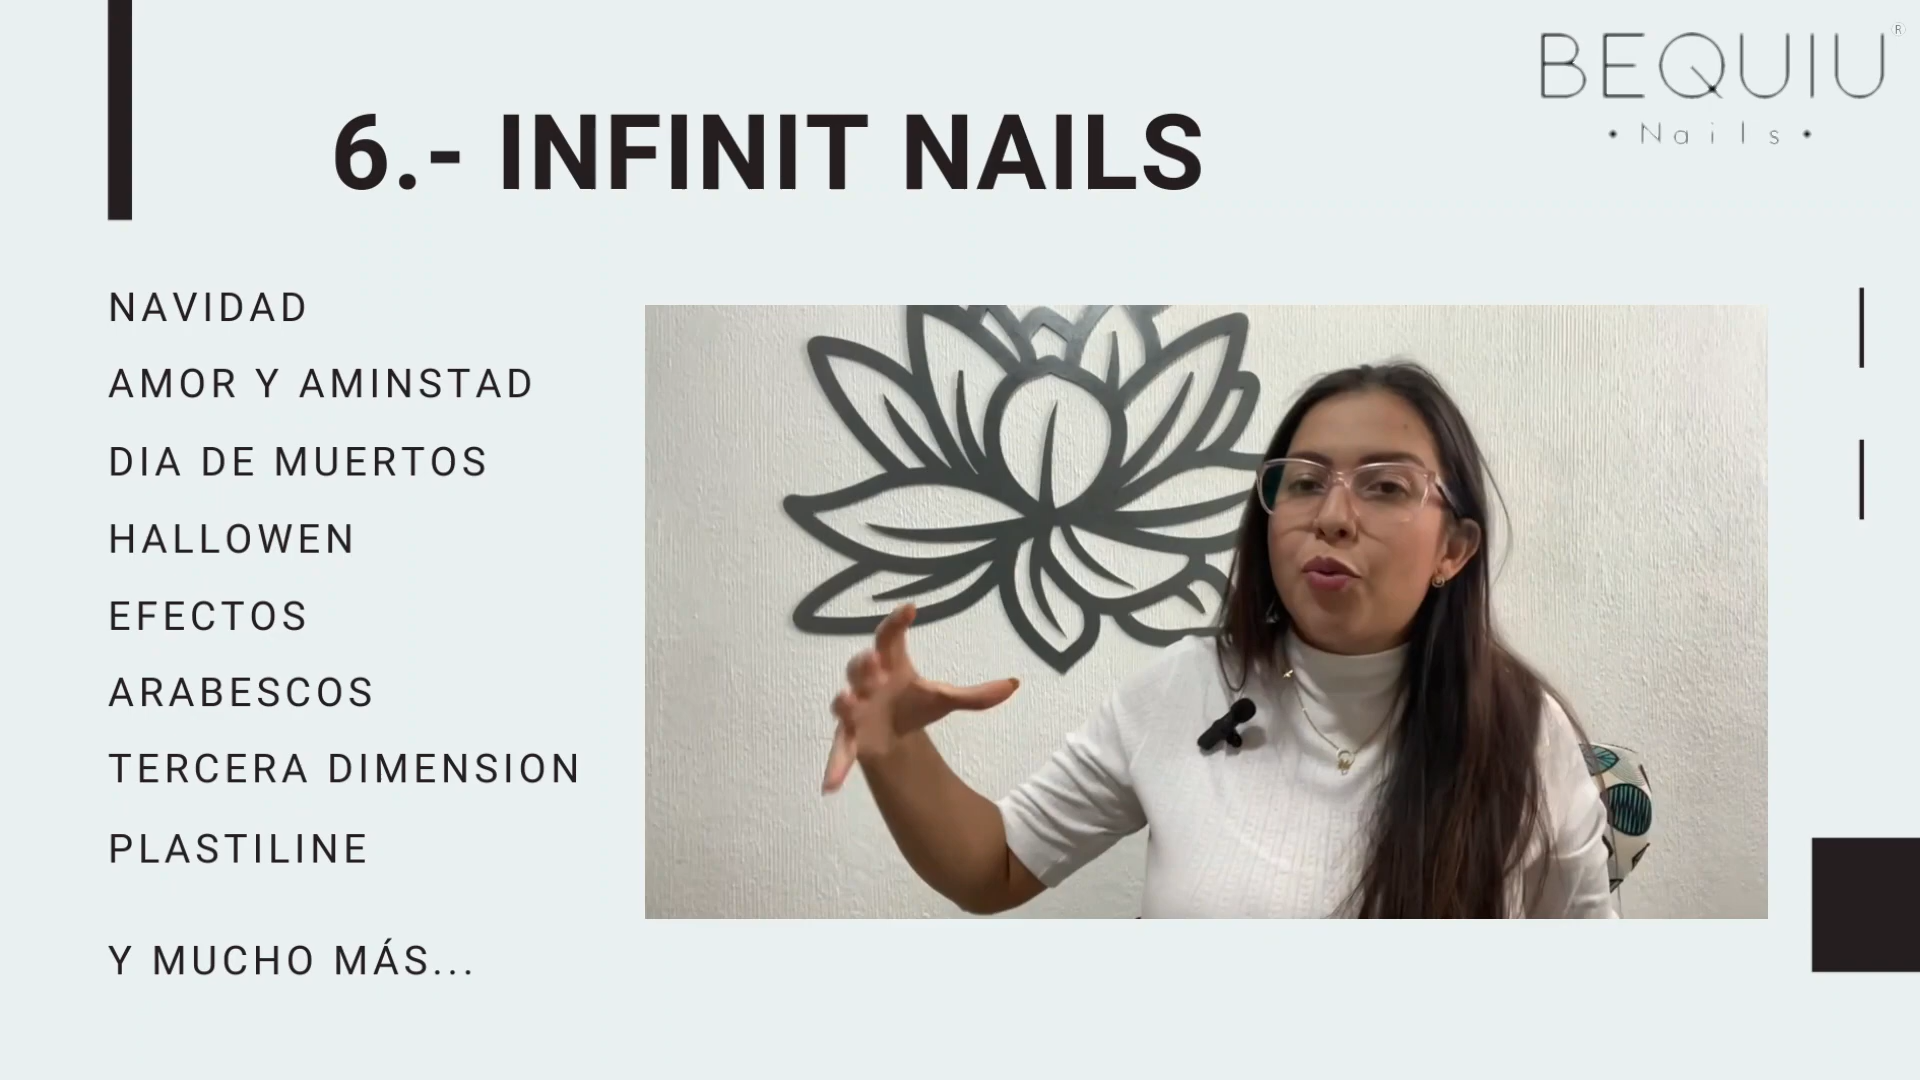 BEQUIU®
• Nails •
6.- INFINIT NAILS
NAVIDAD
AMOR Y AMINSTAD
DIA DE MUERTOS
HALLOWEN
EFECTOS
ARABESCOS
TERCERA DIMENSION
PLASTILINE
Y MUCHO MÁS...